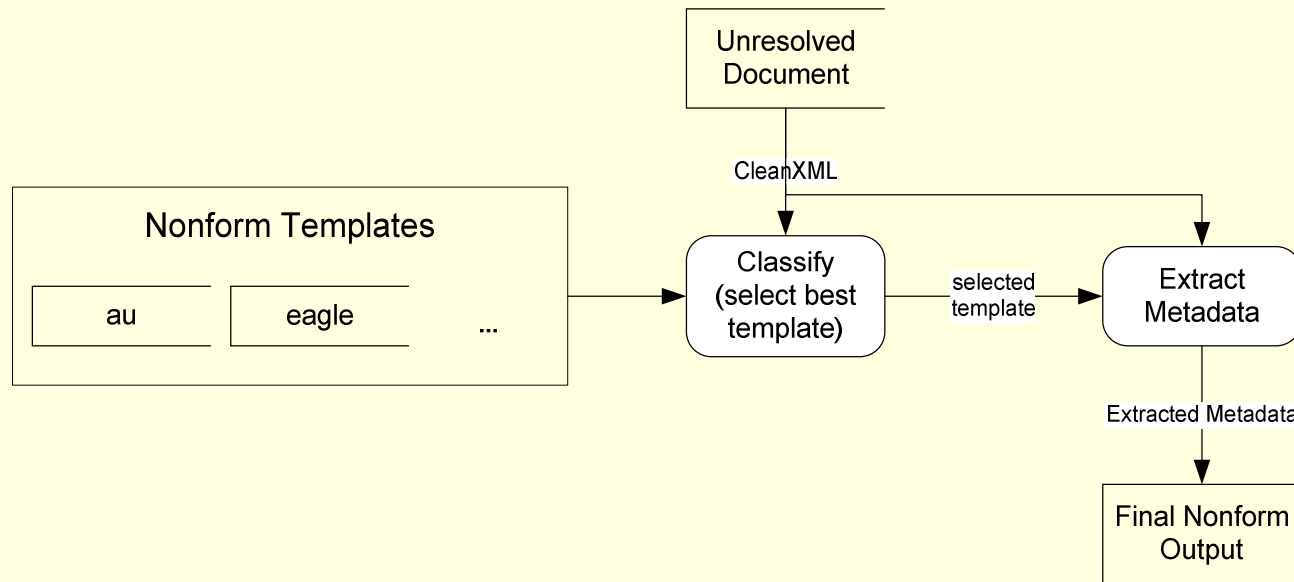 Unresolved
Document
CleanXML
Nonform Templates
au
eagle
...
Classify
(select best
template)
selected
template
Extract
Metadata
Extracted Metadata
Final Nonform
Output